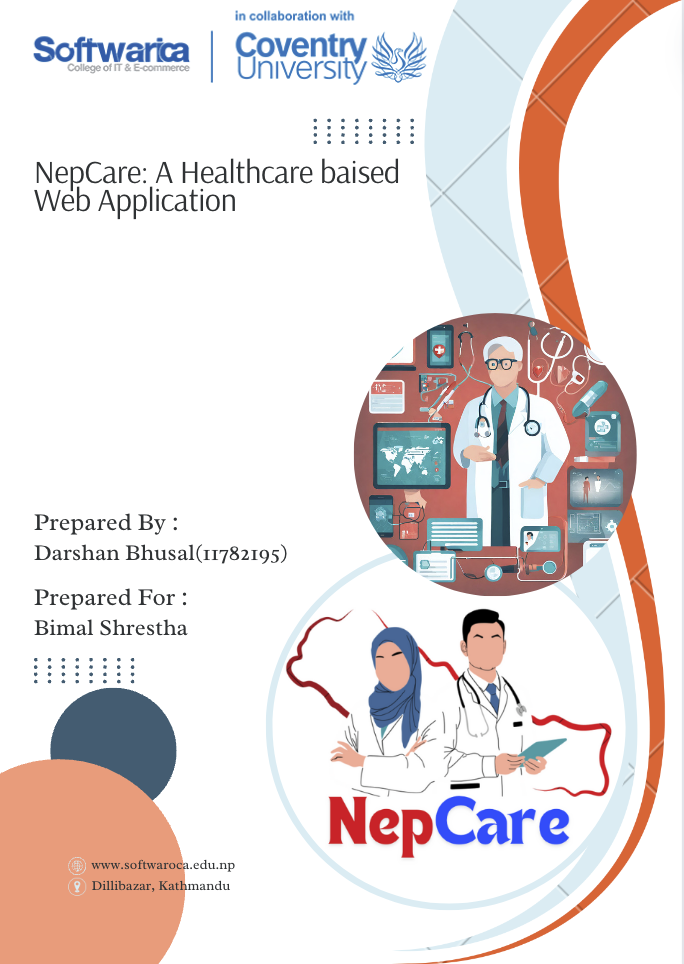 in collaboration with
Softwarica
College of IT & E-commerce
Coventry
University
NepCare: A Healthcare baised
Web Application
Prepared By :
Darshan Bhusal(11782195)
Prepared For :
Bimal Shrestha
NepCare
www.softwaroca.edu.np
Dillibazar, Kathmandu